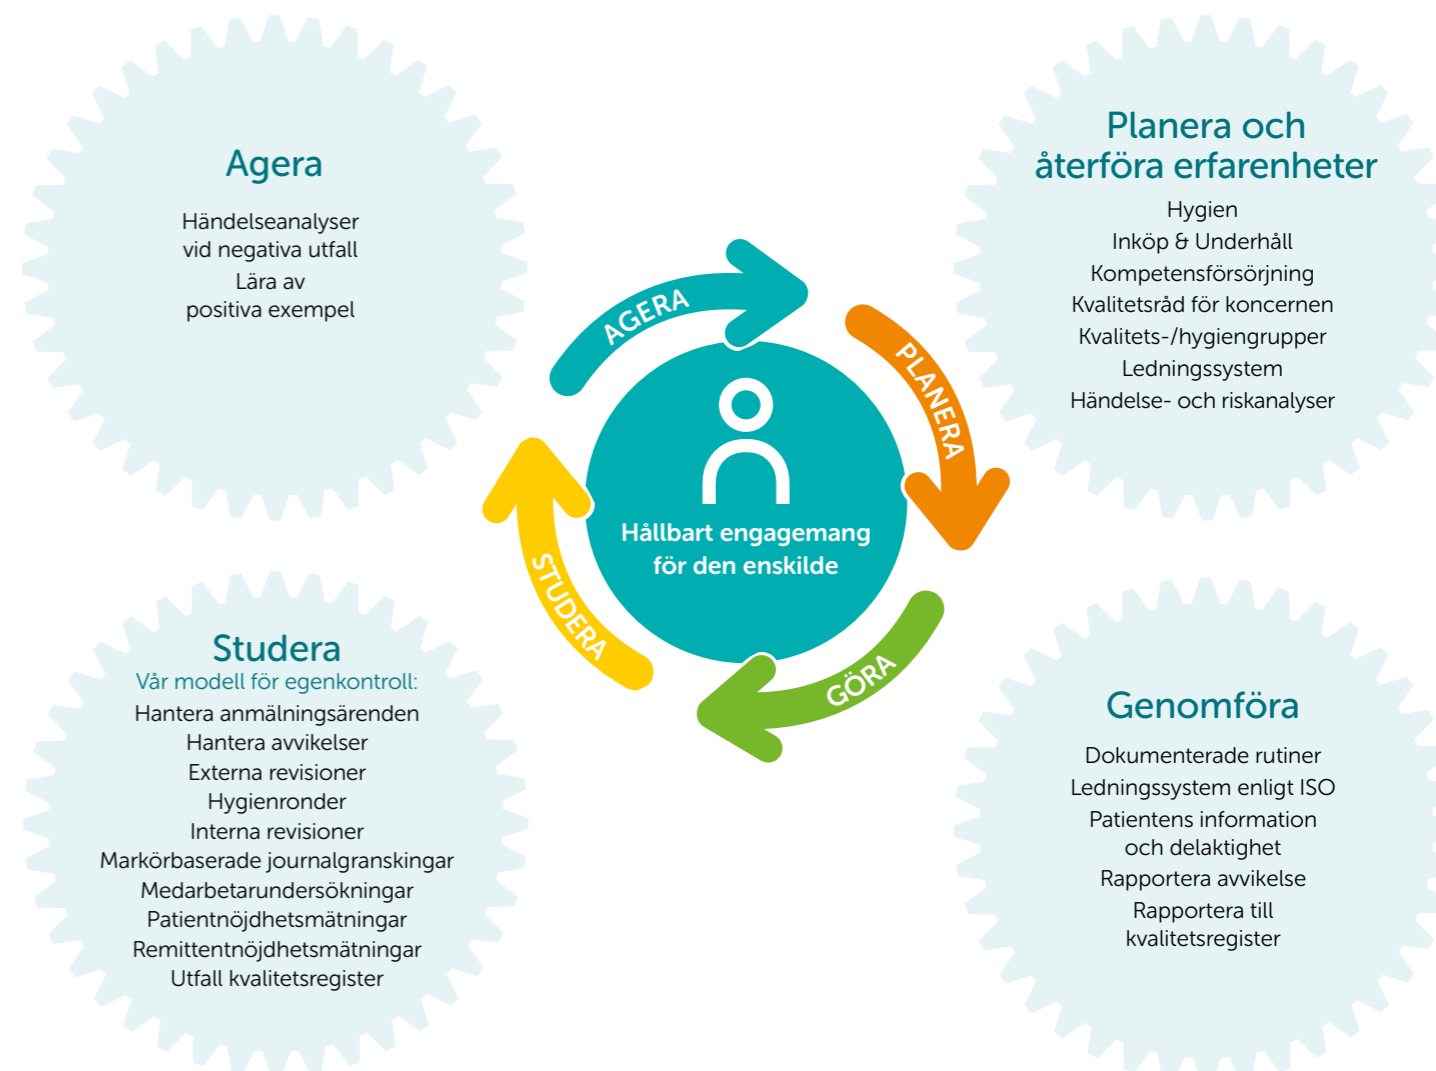 Agera
Händelseanalyser
vid negativa utfall
Lära av
positiva exempel
Planera och
återföra erfarenheter
Hygien
Inköp & Underhåll
Kompetensförsörjning
Kvalitetsråd för koncernen
Kvalitets-/hygiengrupper
Ledningssystem
Händelse- och riskanalyser
AGERA
PLANERA
GÖRA
STUDERA
Hållbart engagemang
för den enskilde
Studera
Vår modell för egenkontroll:
Hantera anmälningsärenden
Hantera avvikelser
Externa revisioner
Hygienronder
Interna revisioner
Markörbaserade journalgranskingar
Medarbetarundersökningar
Patientnöjdhetsmätningar
Remittentnöjdhetsmätningar
Utfall kvalitetsregister
Genomföra
Dokumenterade rutiner
Ledningssystem enligt ISO
Patientens information
och delaktighet
Rapportera avvikelse
Rapportera till
kvalitetsregister